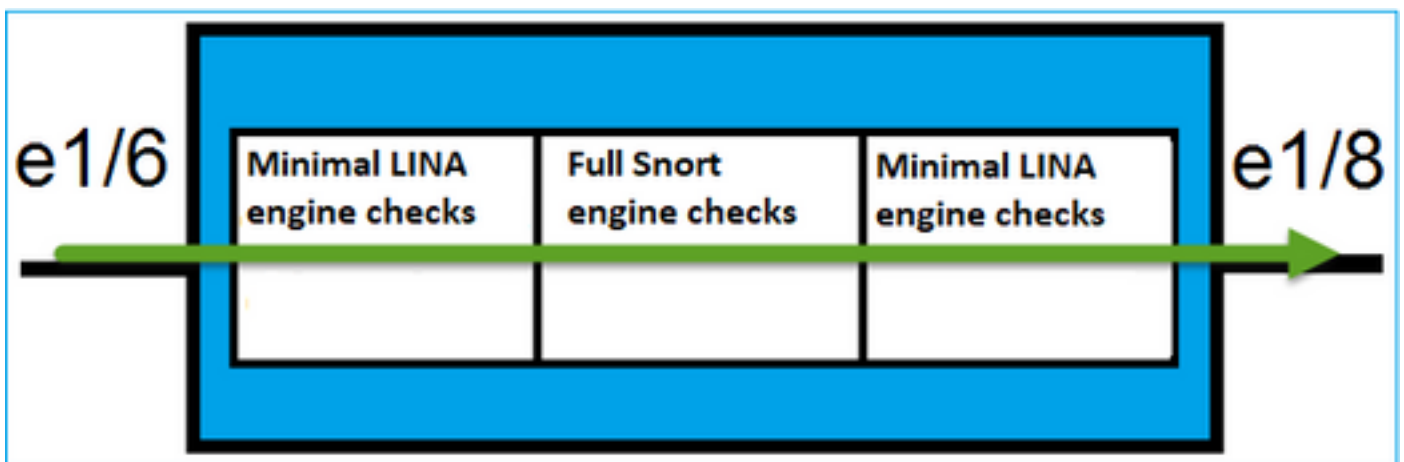 e1/6
Minimal LINA
engine checks
Full Snort
engine checks
Minimal LINA
engine checks
e1/8